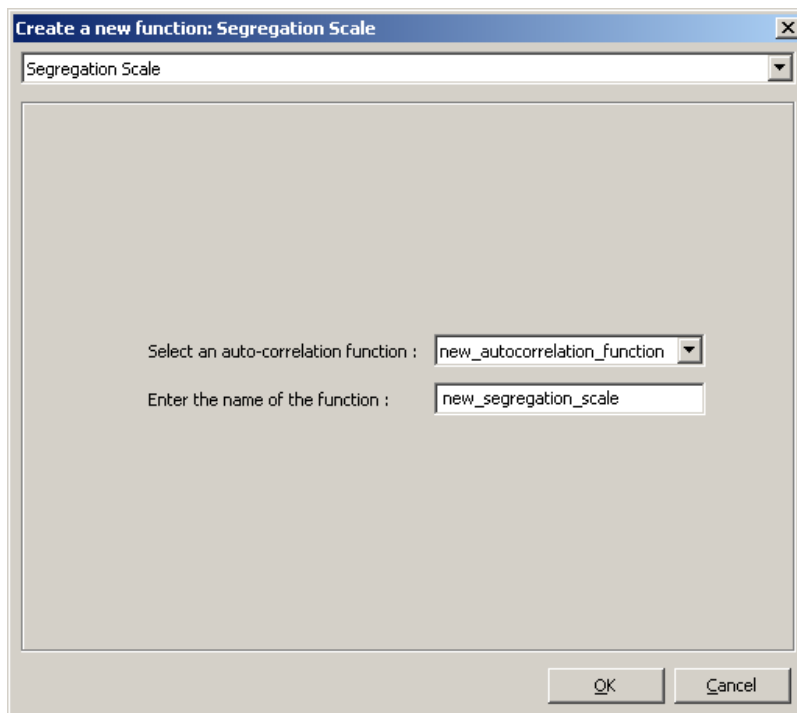 Create a new function: Segregation Scale
Segregation Scale
Select an auto-correlation function : new_autocorrelation_function
Enter the name of the function : new_segregation_scale
OK Cancel